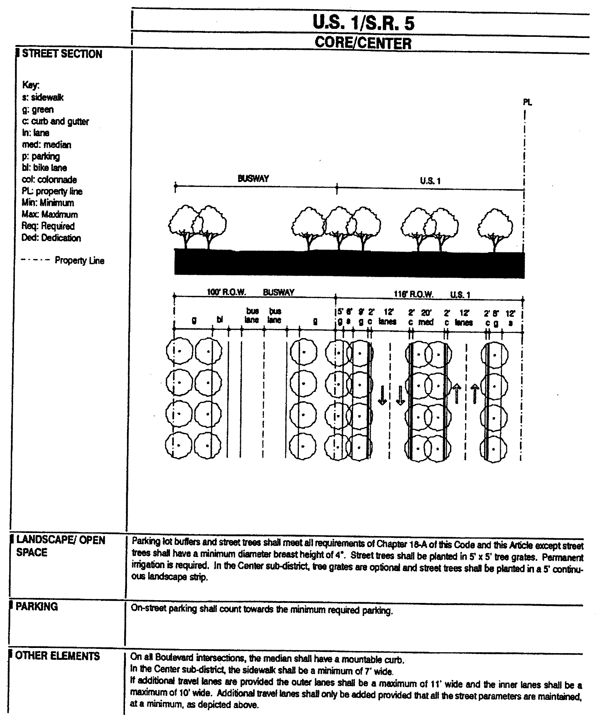 U.S. 1/S.R. 5
CORE/CENTER
STREET SECTION
Key:
s: sidewalk
g: green
c: curb and gutter
ln: lane
med: median
p: parking
bl: bike lane
col: colonnade
PL: property line
Min: Minimum
Max: Maximum
Req: Required
Ded: Dedication
Property Line
PL
BUSWAY U.S. 1
100' R.O.W. BUSWAY 116' R.O.W. U.S. 1
bus bus 5' 6' 9' 2' 12' 2' 20' 2' 12' 2' 8' 12'
g bl lane lane g g s g c lanes c med c lanes c g s
LANDSCAPE/ OPEN
SPACE
Parking lot buffers and street trees shall meet all requirements of Chapter 18-A of this Code and this Article except street
trees shall have a minimum diameter breast height of 4". Street trees shall be planted in 5' x 5' tree grates. Permanent
irrigation is required. In the Center sub-district, tree grates are optional and street trees shall be planted in a 5' continu-
ous landscape strip.
PARKING
On-street parking shall count towards the minimum required parking.
OTHER ELEMENTS
On all Boulevard intersections, the median shall have a mountable curb.
In the Center sub-district, the sidewalk shall be a minimum of 7' wide.
If additional travel lanes are provided the outer lanes shall be a maximum of 11' wide and the inner lanes shall be a
maximum of 10' wide. Additional travel lanes shall only be added provided that all the street parameters are maintained,
at a minimum, as depicted above.